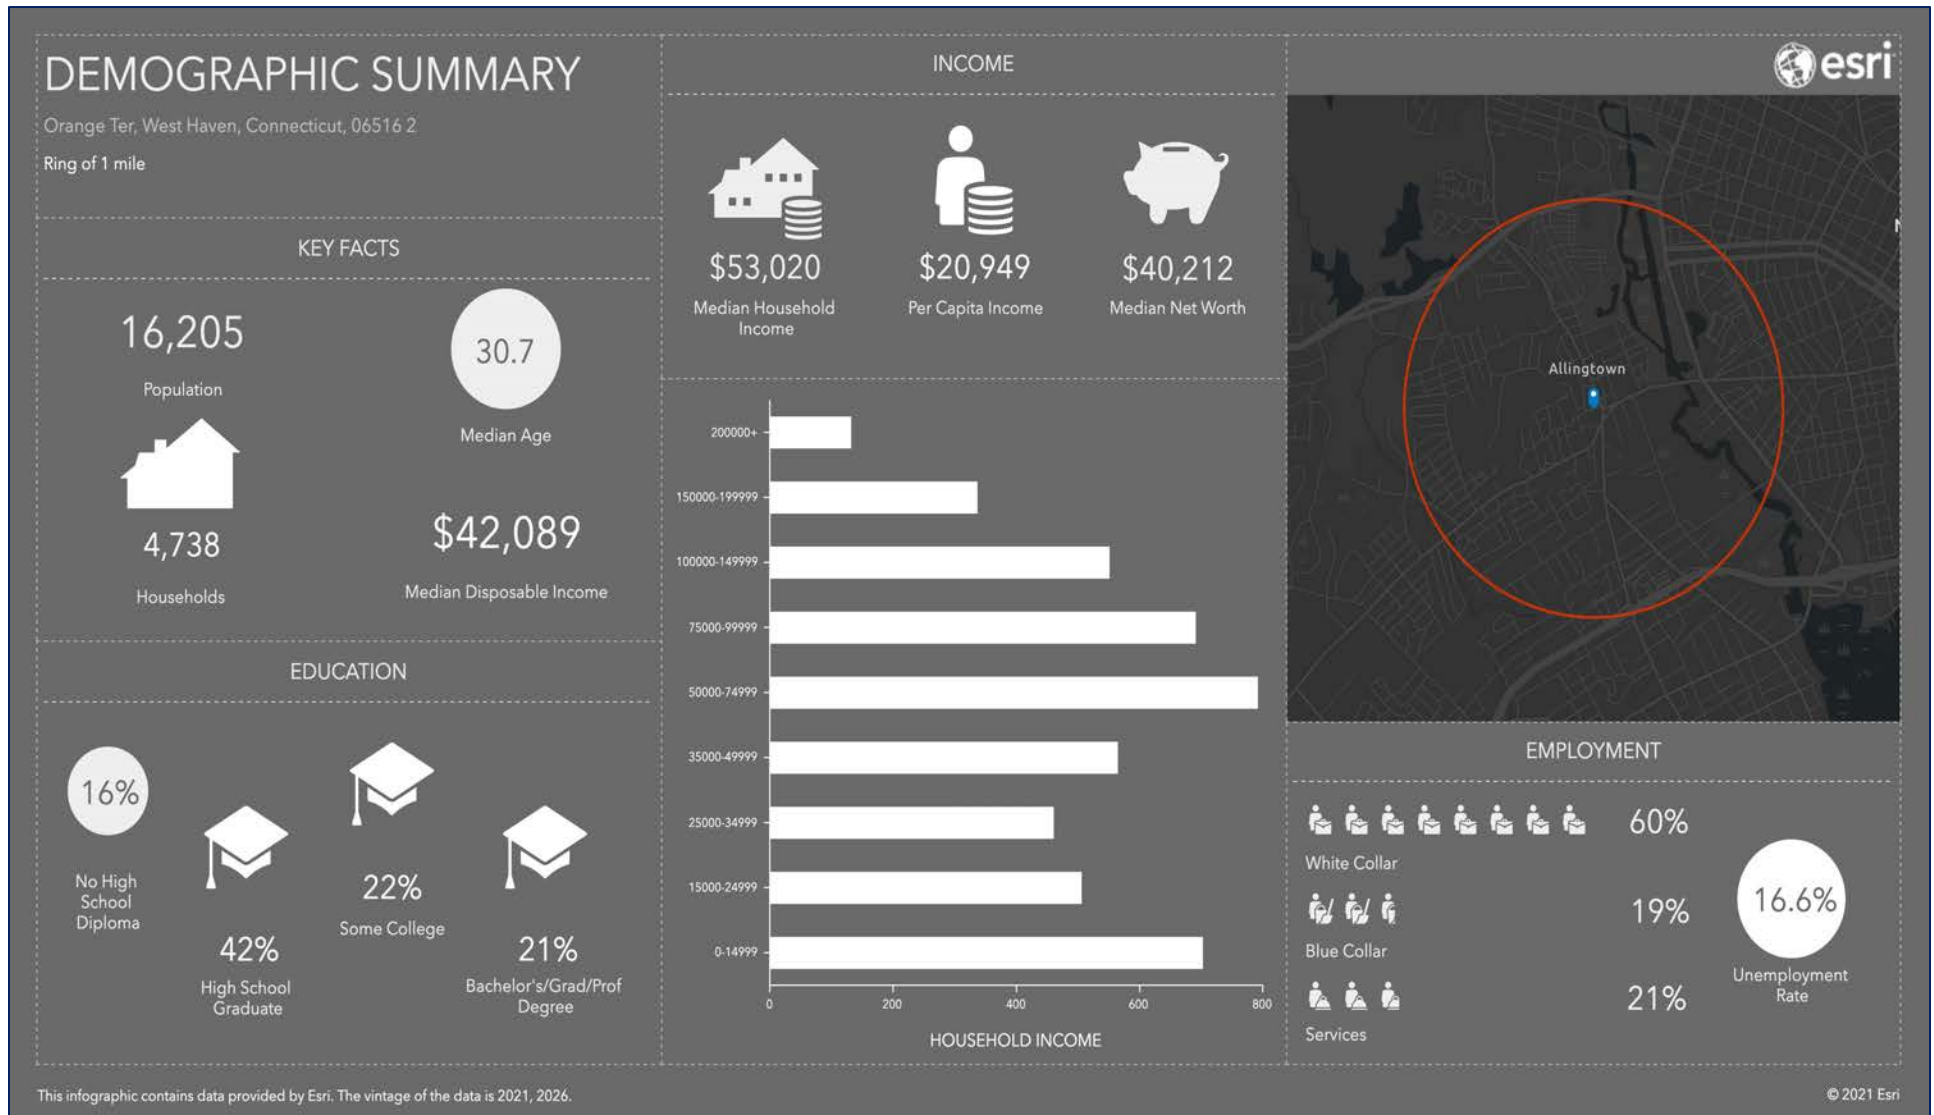 DEMOGRAPHIC SUMMARY
Orange Ter, West Haven, Connecticut, 06516 2
Ring of 1 mile
KEY FACTS
16,205
Population
30.7
Median Age
4,738
Households
$42,089
Median Disposable Income
EDUCATION
16%
No High
School
Diploma
42%
High School
Graduate
22%
Some College
21%
Bachelor's/Grad/Prof
Degree
INCOME
$53,020
Median Household
Income
$20,949
Per Capita Income
$40,212
Median Net Worth
200000+
150000-199999
100000-149999
75000-99999
50000-74999
35000-49999
25000-34999
15000-24999
0-14999
0 200 400 600 800
HOUSEHOLD INCOME
esri
Allingtown
EMPLOYMENT
60%
White Collar
19%
Blue Collar
21%
Services
16.6%
Unemployment
Rate
This infographic contains data provided by Esri. The vintage of the data is 2021, 2026.
© 2021 Esri